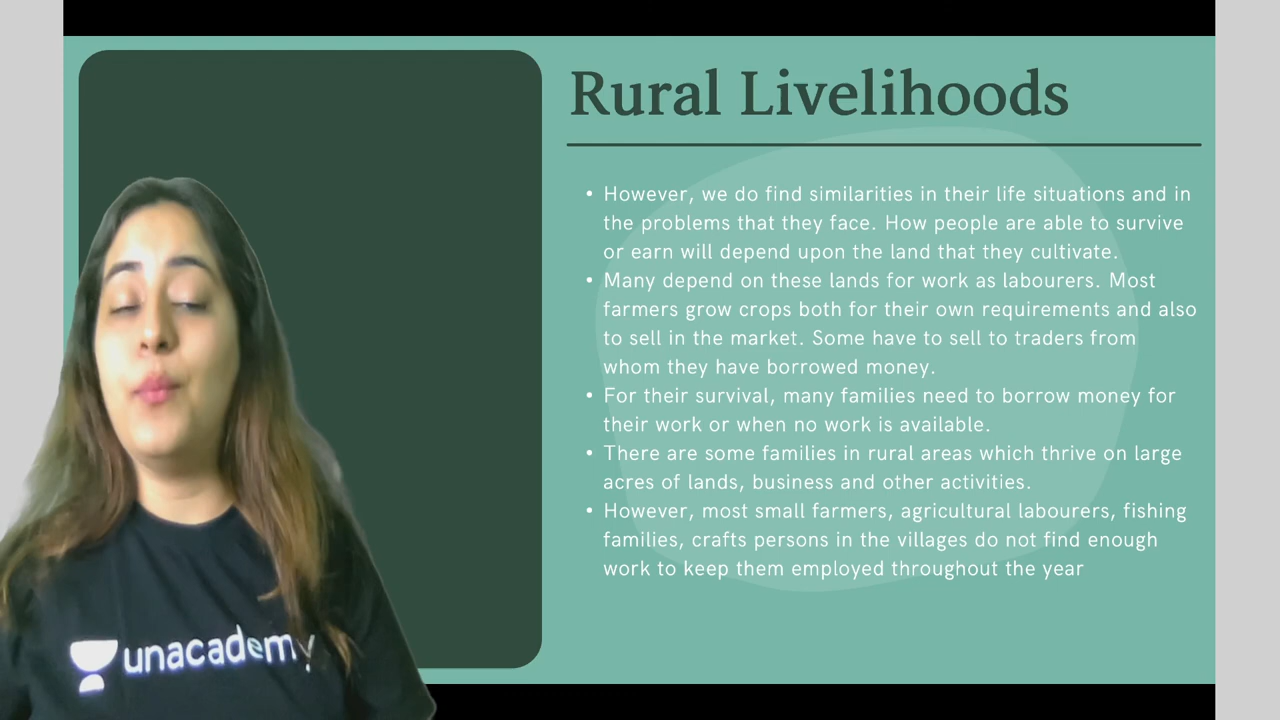 Rural Livelihoods
• However, we do find similarities in their life situations and in
the problems that they face. How people are able to survive
or earn will depend upon the land that they cultivate.
• Many depend on these lands for work as labourers. Most
farmers grow crops both for their own requirements and also
to sell in the market. Some have to sell to traders from
whom they have borrowed money.
• For their survival, many families need to borrow money for
their work or when no work is available.
• There are some families in rural areas which thrive on large
acres of lands, business and other activities.
• However, most small farmers, agricultural labourers, fishing
families, crafts persons in the villages do not find enough
work to keep them employed throughout the year
unacademy